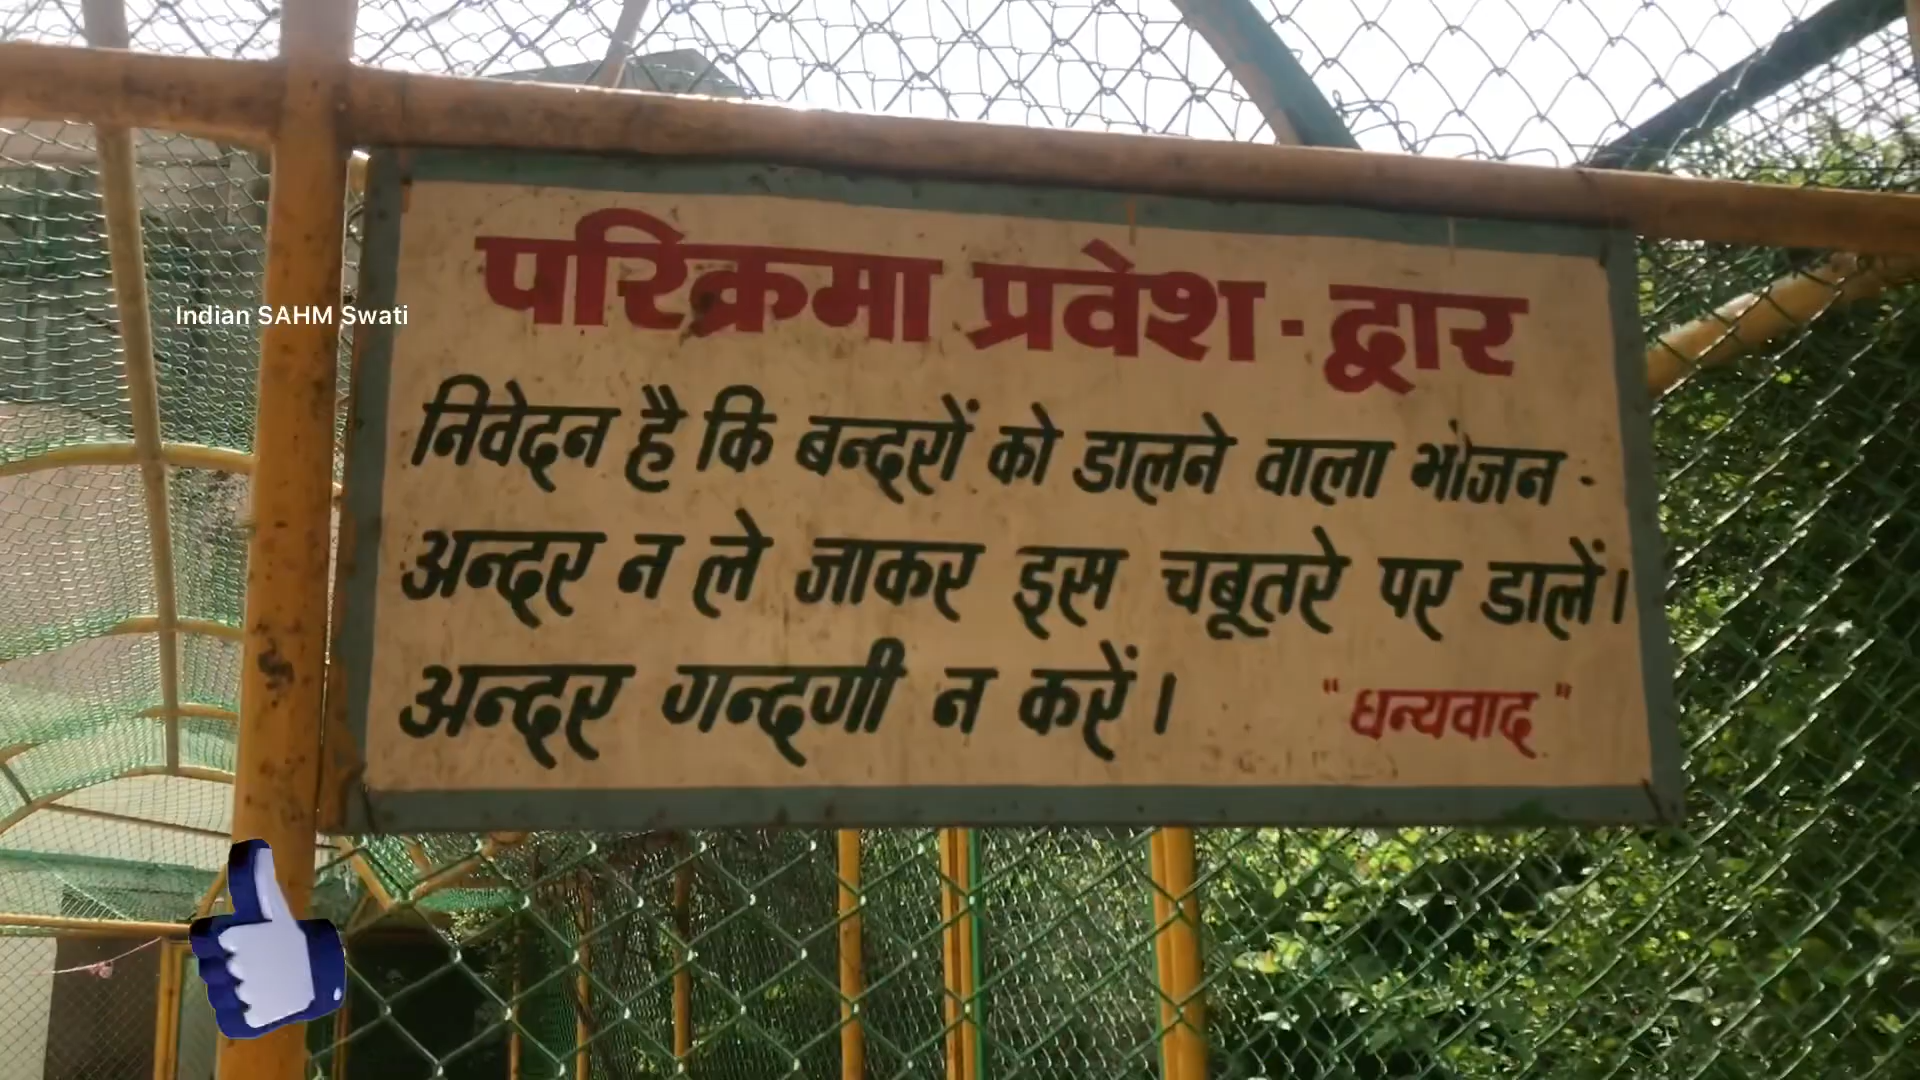 परिक्रमा प्रवेश - द्वार
Indian SAHM Swati
निवेदन है कि बन्दरों को डालने वाला भोजन -
अन्दर न ले जाकर इस चबूतरे पर डालें।
अन्दर गन्दगी न करें। "धन्यवाद"